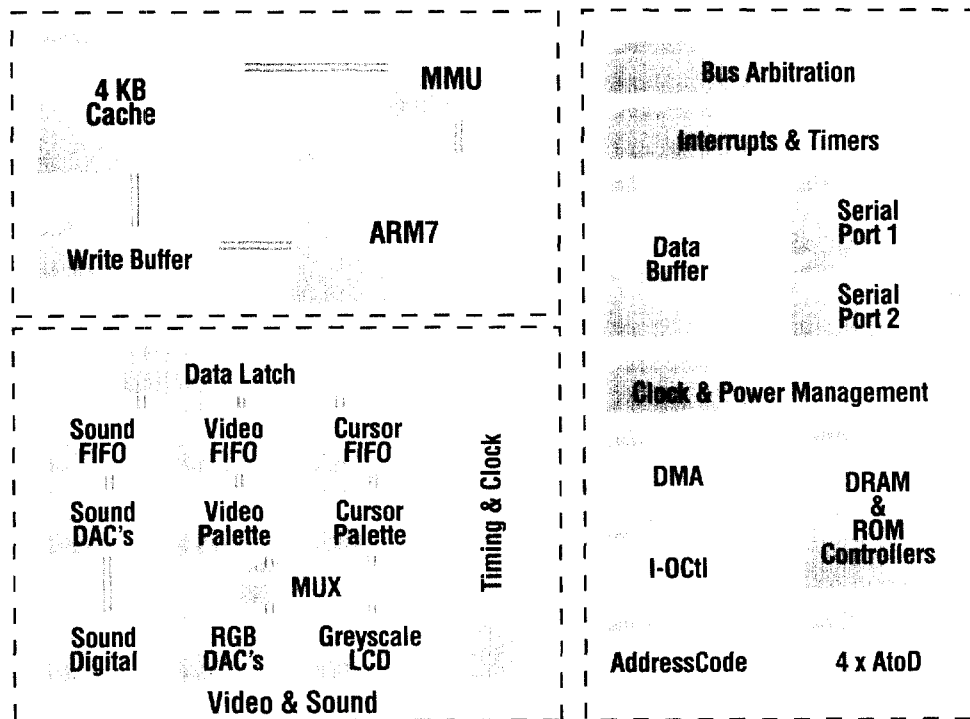 4 KB
Cache
MMU
Write Buffer
ARM7
Data Latch
Sound
FIFO
Video
FIFO
Cursor
FIFO
Sound
DAC's
Video
Palette
Cursor
Palette
MUX
Sound
Digital
RGB
DAC's
Greyscale
LCD
Timing & Clock
Video & Sound
Bus Arbitration
Interrupts & Timers
Data
Buffer
Serial
Port 1
Serial
Port 2
Clock & Power Management
DMA
DRAM
&
ROM
Controllers
I-OCtl
AddressCode
4 x AtoD